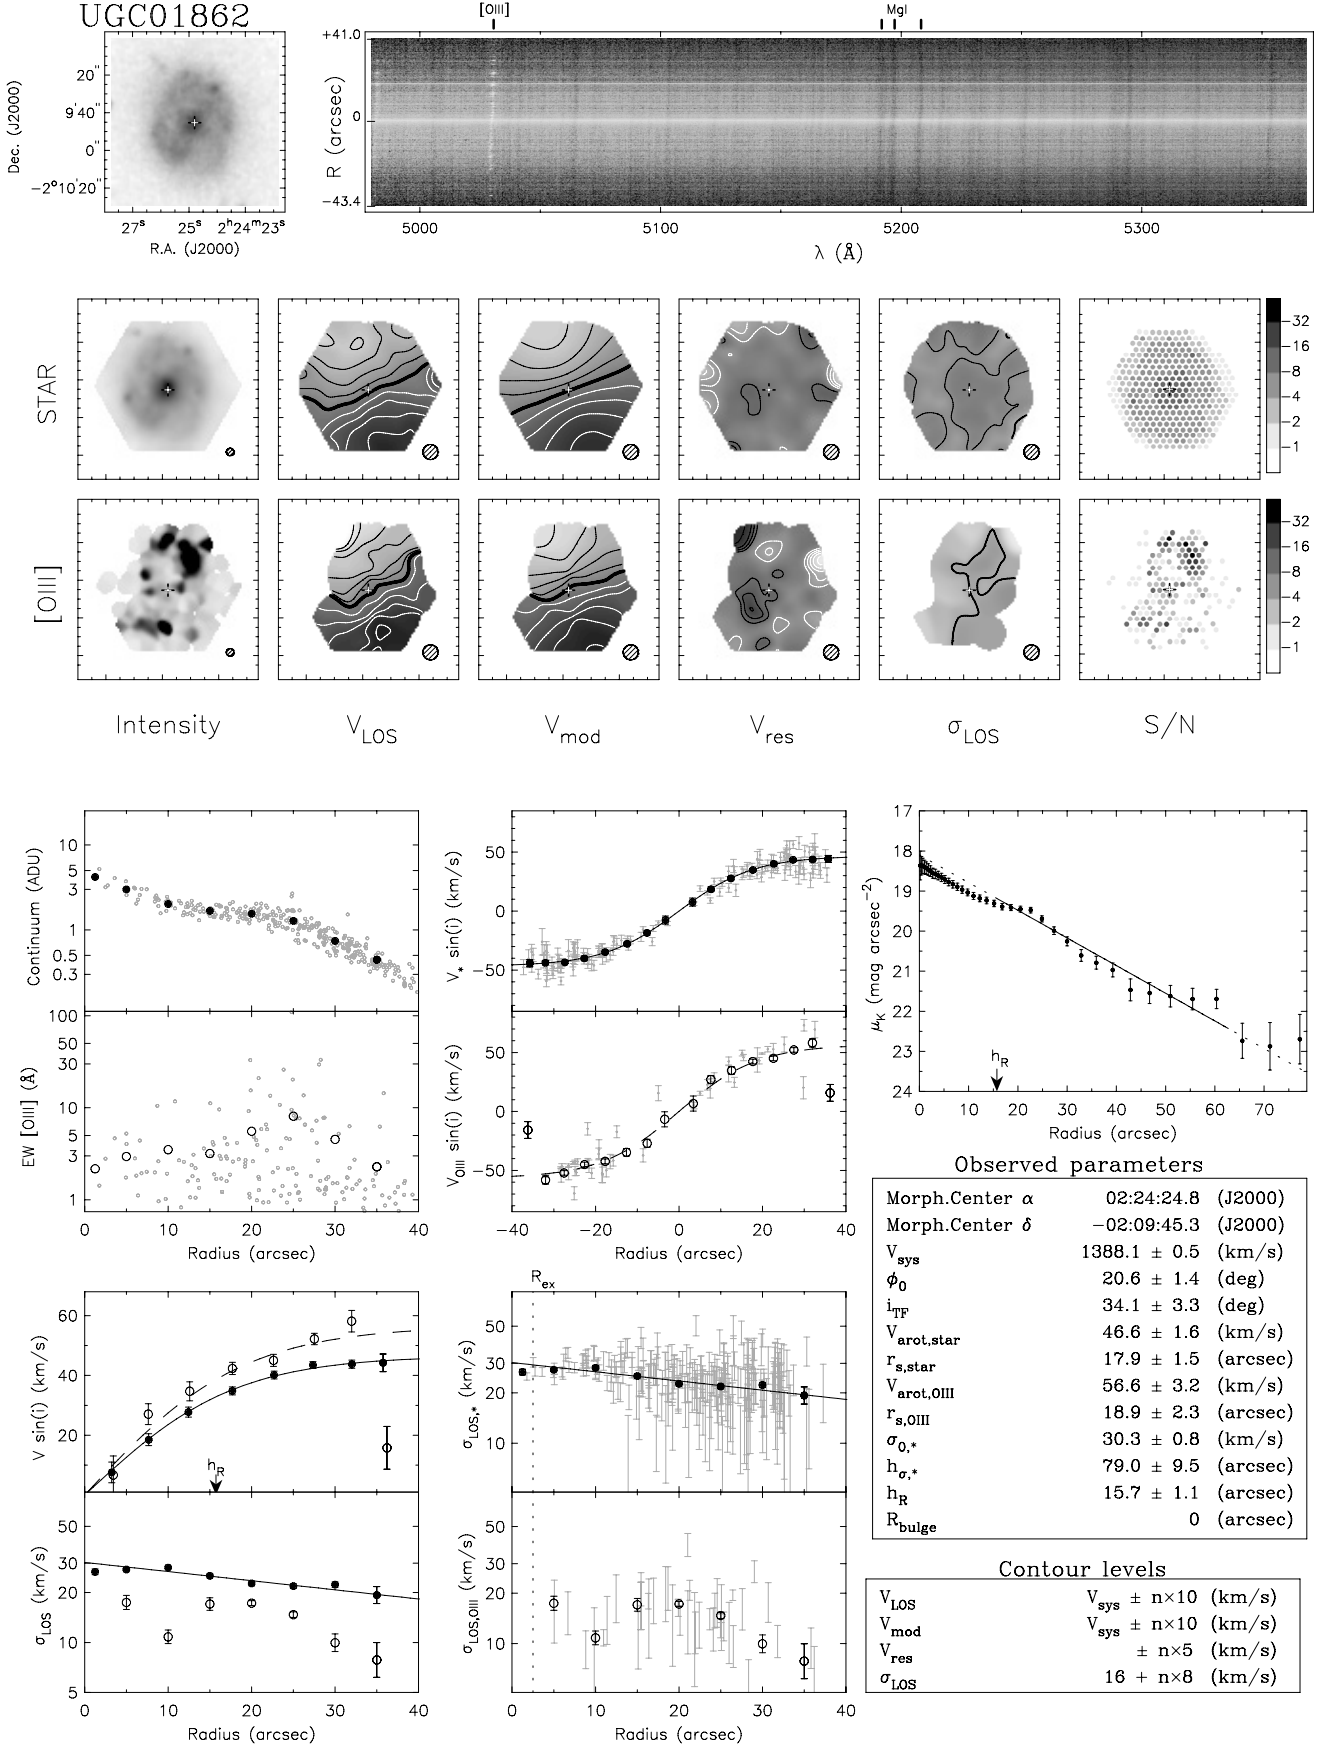 UGC01862
[OIII]
MgI
Dec. (J2000)
20"
9'40"
0"
−2°10'20"
27s 25s 2h24m23s
R.A. (J2000)
R (arcsec)
+41.0
0
−43.4
5000 5100 5200 5300
λ (Å)
STAR
32
16
8
4
2
1
[OIII]
32
16
8
4
2
1
Intensity VLOS Vmod Vres σLOS S/N
Continuum (ADU)
10
5
3
1
0.5
0.3
EW [OIII] (Å)
100
50
30
10
5
3
1
0 10 20 30 40
Radius (arcsec)
V* sin(i) (km/s)
50
0
−50
VOIII sin(i) (km/s)
50
0
−50
−40 −20 0 20 40
Radius (arcsec)
μK (mag arcsec−2)
17
18
19
20
21
22
23
24
hR
0 10 20 30 40 50 60 70
Radius (arcsec)
V sin(i) (km/s)
60
40
20
hR
σLOS (km/s)
50
30
20
10
5
0 10 20 30 40
Radius (arcsec)
Rex
σLOS,* (km/s)
50
30
20
10
σLOS,OIII (km/s)
50
30
20
10
0 10 20 30 40
Radius (arcsec)
Observed parameters
Morph.Center α 02:24:24.8 (J2000)
Morph.Center δ −02:09:45.3 (J2000)
Vsys 1388.1 ± 0.5 (km/s)
ϕ0 20.6 ± 1.4 (deg)
iTF 34.1 ± 3.3 (deg)
Varot,star 46.6 ± 1.6 (km/s)
rs,star 17.9 ± 1.5 (arcsec)
Varot,OIII 56.6 ± 3.2 (km/s)
rs,OIII 18.9 ± 2.3 (arcsec)
σ0,* 30.3 ± 0.8 (km/s)
hσ,* 79.0 ± 9.5 (arcsec)
hR 15.7 ± 1.1 (arcsec)
Rbulge 0 (arcsec)
Contour levels
VLOS Vsys ± n×10 (km/s)
Vmod Vsys ± n×10 (km/s)
Vres ± n×5 (km/s)
σLOS 16 + n×8 (km/s)